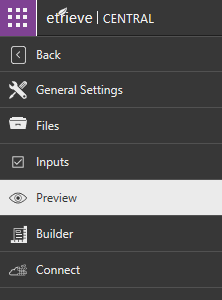 etrieve | CENTRAL
Back
General Settings
Files
Inputs
Preview
Builder
Connect